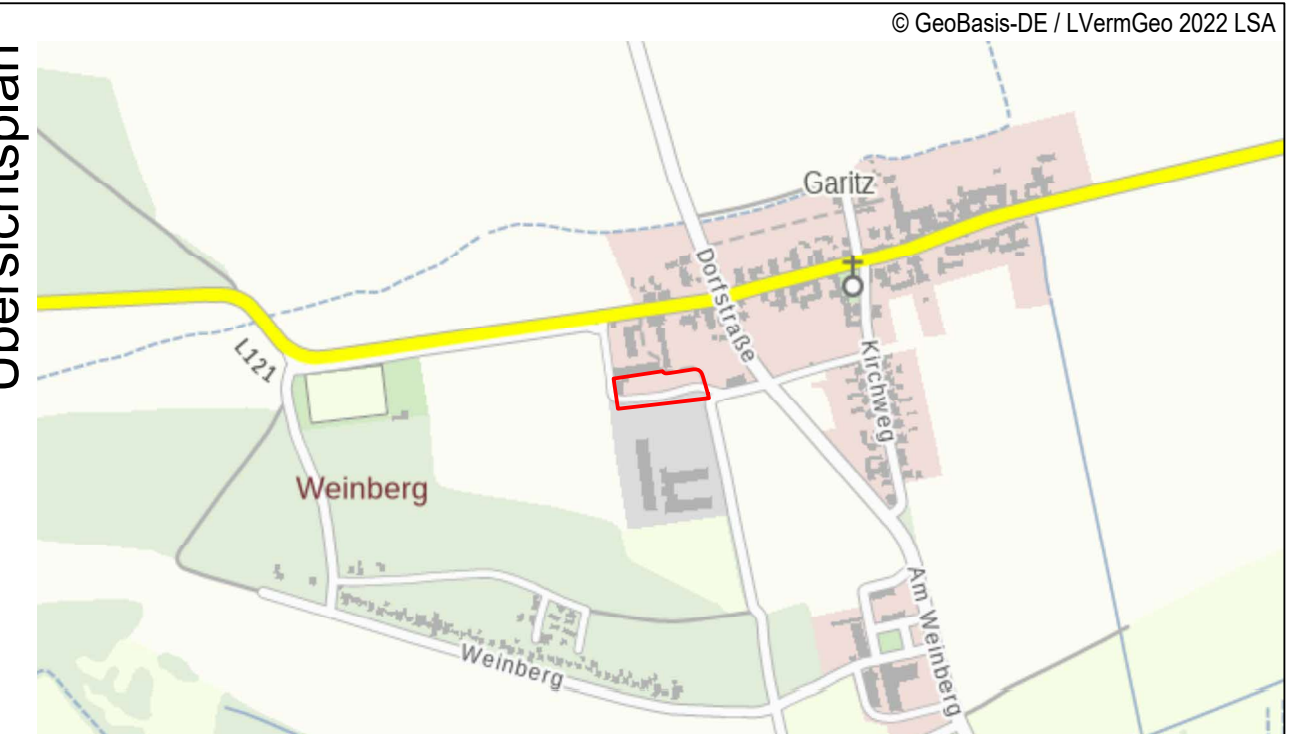 © GeoBasis-DE / LVermGeo 2022 LSA
Übersichtsplan
Garitz
Dorfstraße
L121
Kirchweg
Weinberg
Am Weinberg
Weinberg